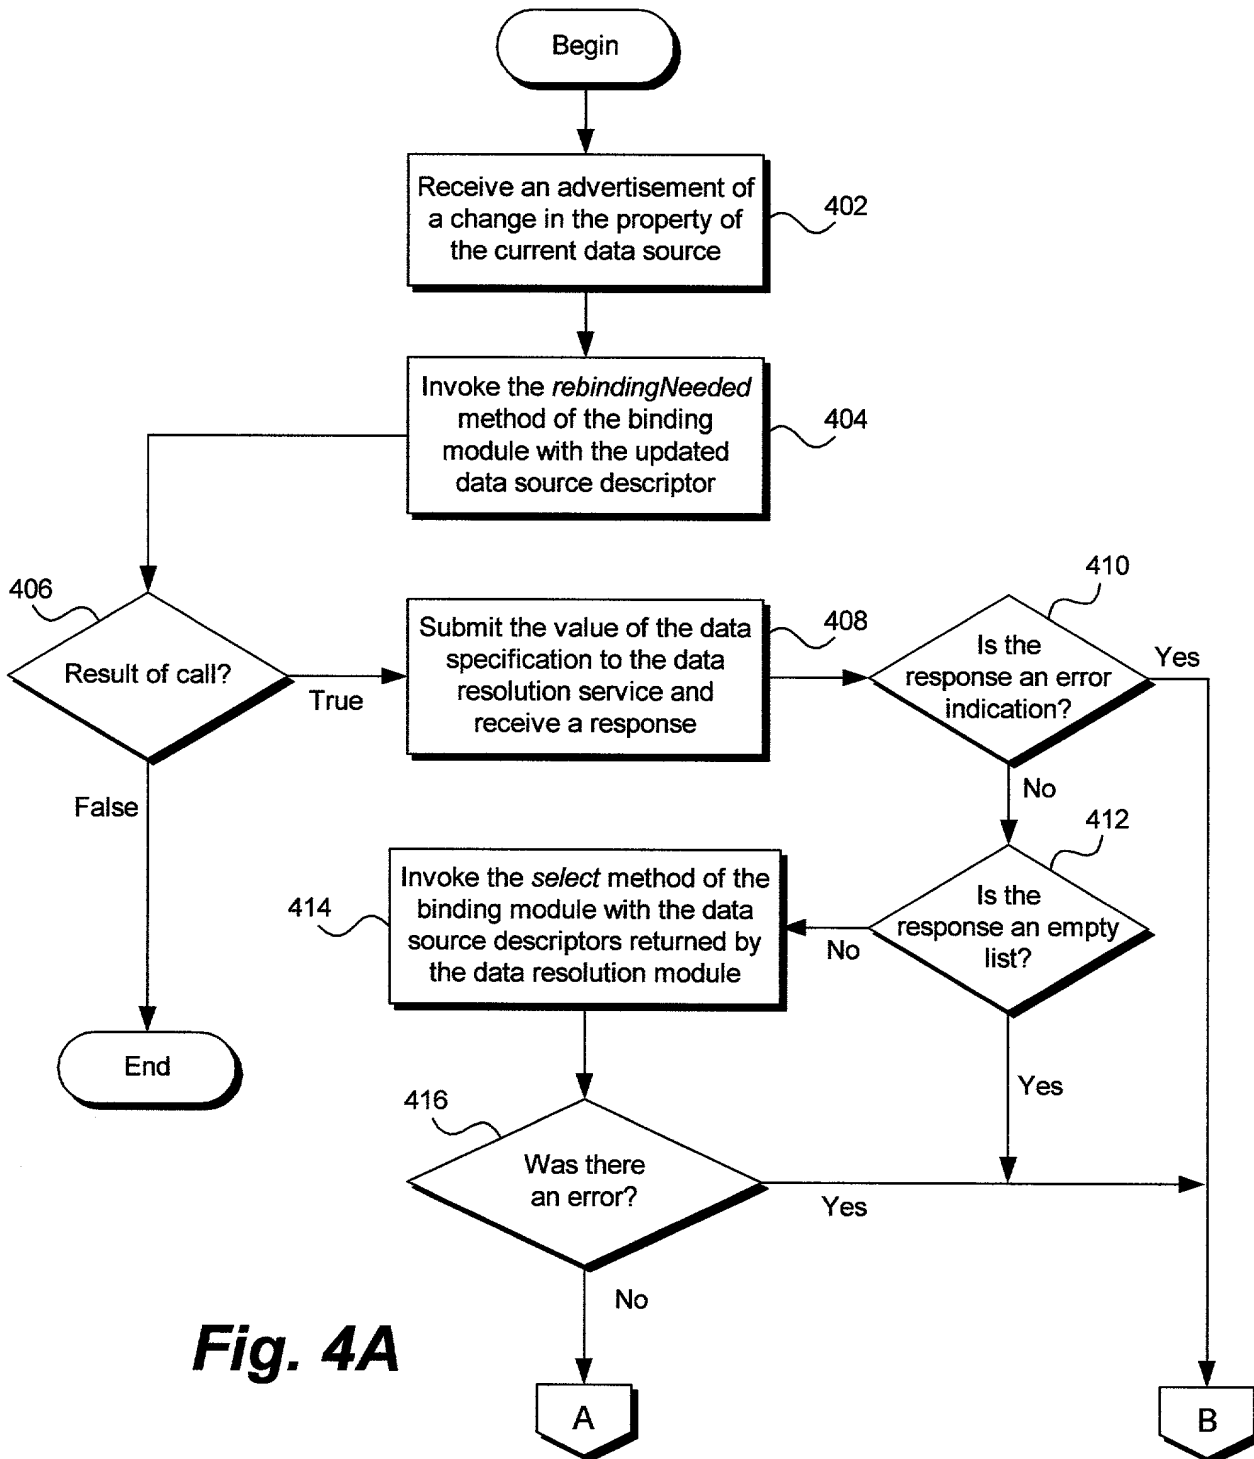 Begin
Receive an advertisement of
a change in the property of
the current data source
402
Invoke the rebindingNeeded
method of the binding
module with the updated
data source descriptor
404
406
Result of call?
True
False
End
Submit the value of the data
specification to the data
resolution service and
receive a response
408
410
Is the
response an error
indication?
Yes
No
412
Is the
response an empty
list?
No
Yes
414
Invoke the select method of the
binding module with the data
source descriptors returned by
the data resolution module
416
Was there
an error?
Yes
No
Fig. 4A
A
B